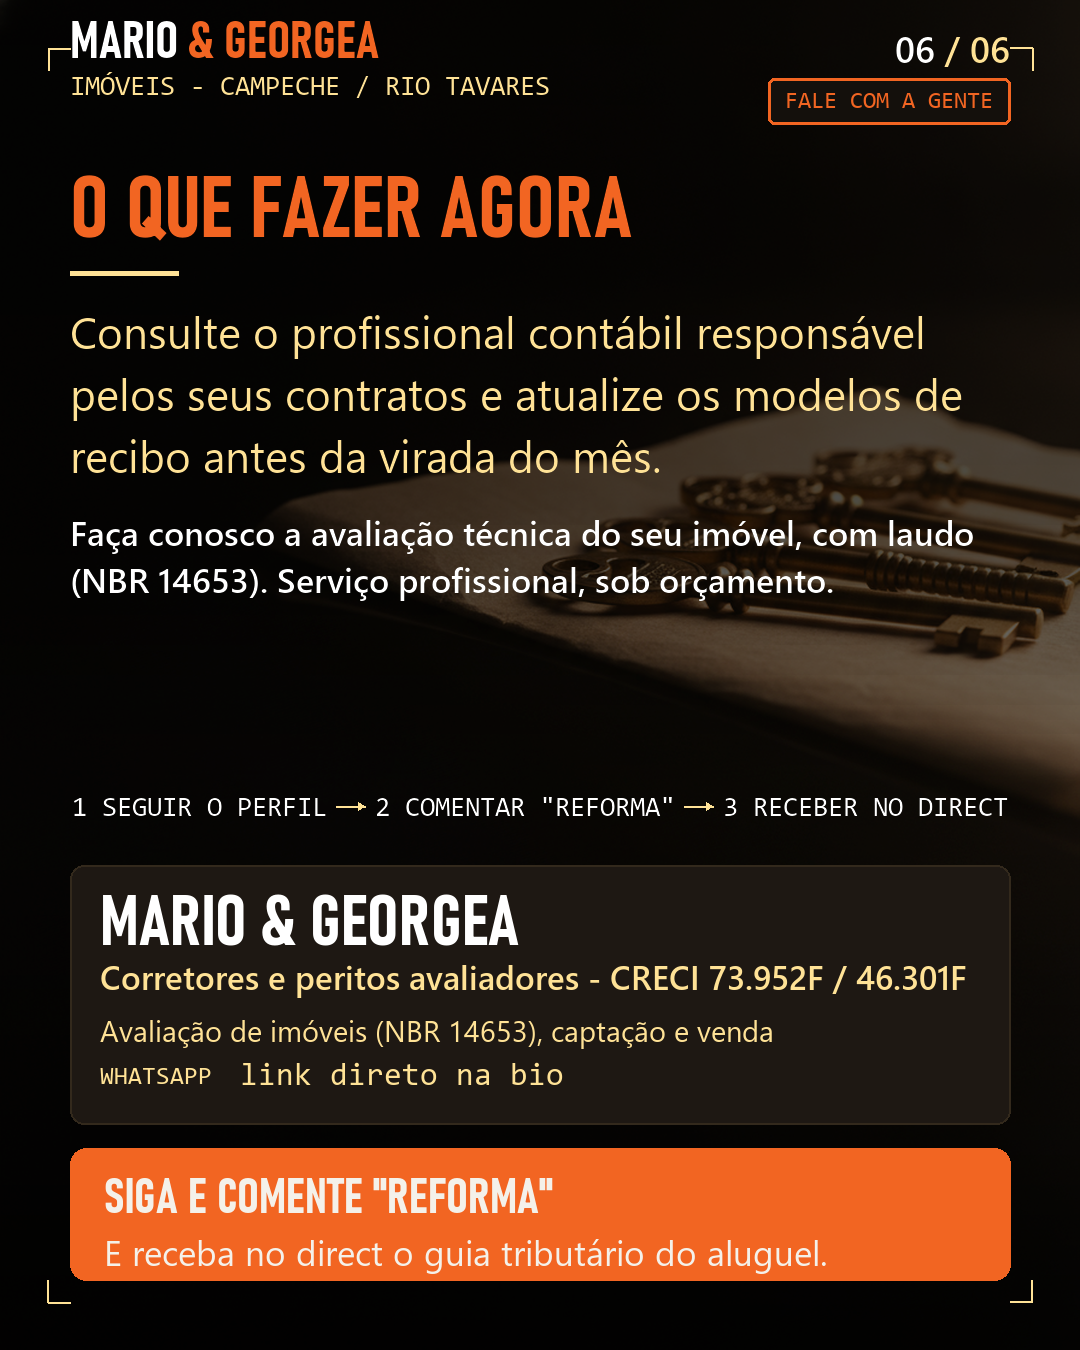 MARIO & GEORGEA
IMÓVEIS - CAMPECHE / RIO TAVARES
06 / 06
FALE COM A GENTE
O QUE FAZER AGORA
Consulte o profissional contábil responsável
pelos seus contratos e atualize os modelos de
recibo antes da virada do mês.
Faça conosco a avaliação técnica do seu imóvel, com laudo
(NBR 14653). Serviço profissional, sob orçamento.
1 SEGUIR O PERFIL → 2 COMENTAR "REFORMA" → 3 RECEBER NO DIRECT
MARIO & GEORGEA
Corretores e peritos avaliadores - CRECI 73.952F / 46.301F
Avaliação de imóveis (NBR 14653), captação e venda
WHATSAPP link direto na bio
SIGA E COMENTE "REFORMA"
E receba no direct o guia tributário do aluguel.